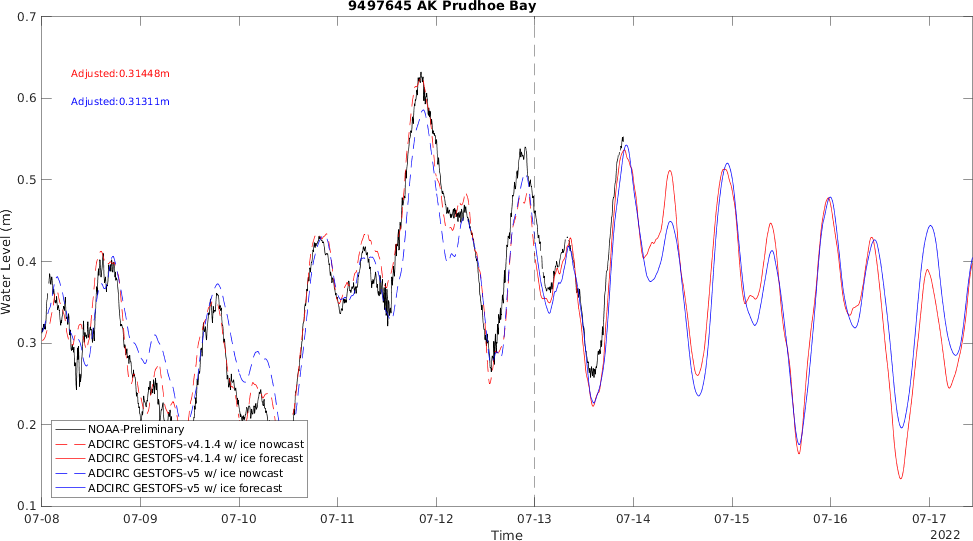 9497645 AK Prudhoe Bay
0.7
0.6
0.5
0.4
0.3
0.2
0.1
Water Level (m)
Adjusted:0.31448m
Adjusted:0.31311m
NOAA-Preliminary
ADCIRC GESTOFS-v4.1.4 w/ ice nowcast
ADCIRC GESTOFS-v4.1.4 w/ ice forecast
ADCIRC GESTOFS-v5 w/ ice nowcast
ADCIRC GESTOFS-v5 w/ ice forecast
07-08 07-09 07-10 07-11 07-12 07-13 07-14 07-15 07-16 07-17
2022
Time